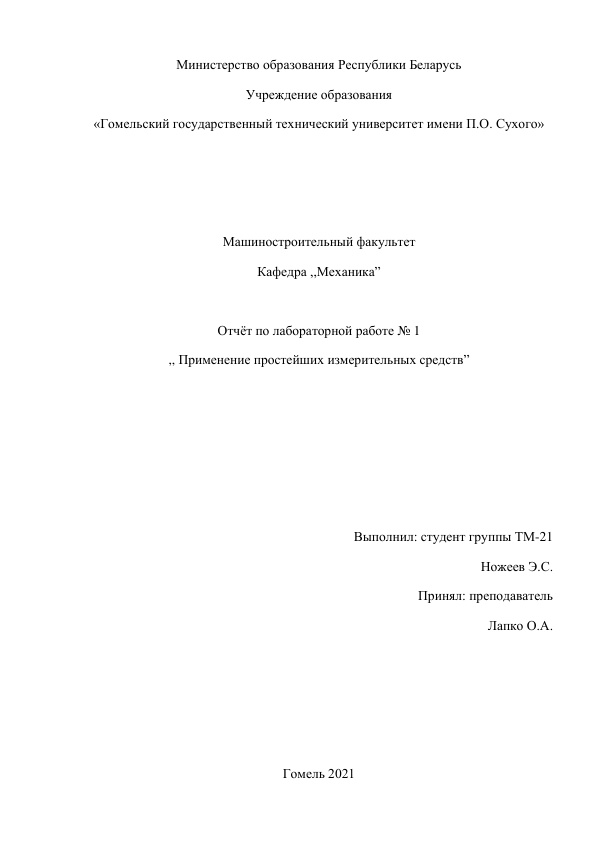 Министерство образования Республики Беларусь
Учреждение образования
«Гомельский государственный технический университет имени П.О. Сухого»
Машиностроительный факультет
Кафедра ,,Механика”
Отчёт по лабораторной работе № 1
,, Применение простейших измерительных средств”
Выполнил: студент группы ТМ-21
Ножеев Э.С.
Принял: преподаватель
Лапко О.А.
Гомель 2021